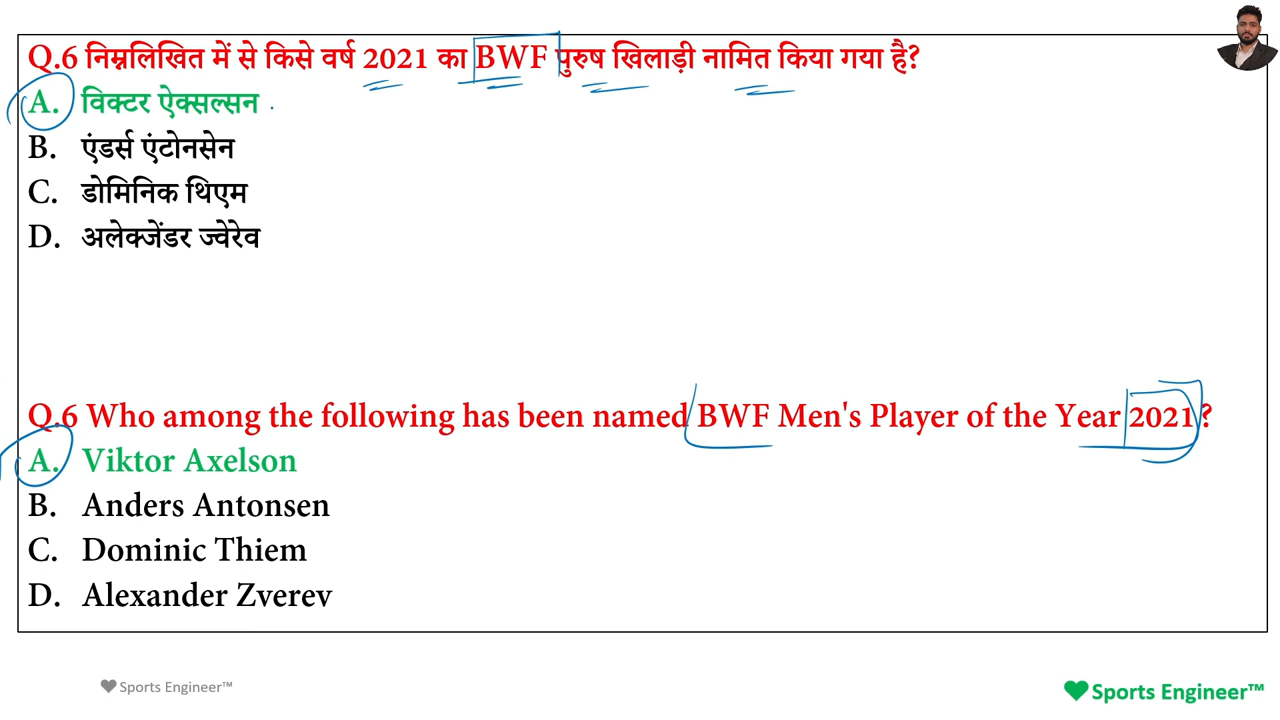 Q.6 निम्नलिखित में से किसे वर्ष 2021 का BWF पुरुष खिलाड़ी नामित किया गया है?
A. विक्टर ऐक्सल्सन
B. एंडर्स एंटोनसेन
C. डोमिनिक थिएम
D. अलेक्जेंडर ज्वेरेव
Q.6 Who among the following has been named BWF Men's Player of the Year 2021?
A. Viktor Axelson
B. Anders Antonsen
C. Dominic Thiem
D. Alexander Zverev
Sports Engineer™
Sports Engineer™